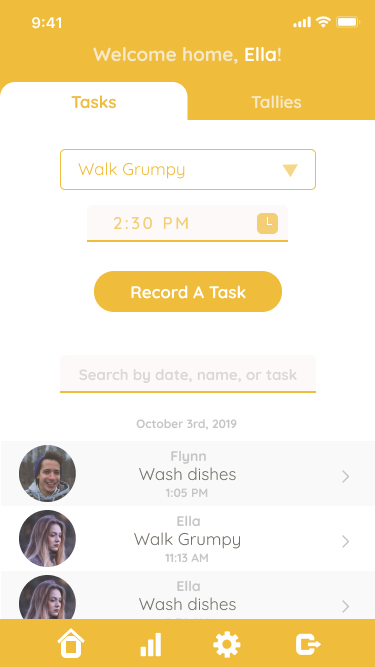 9:41
Welcome home, Ella!
Tasks
Tallies
Walk Grumpy
2:30 PM
Record A Task
Search by date, name, or task
October 3rd, 2019
Flynn
Wash dishes
1:05 PM
Ella
Walk Grumpy
11:13 AM
Ella
Wash dishes